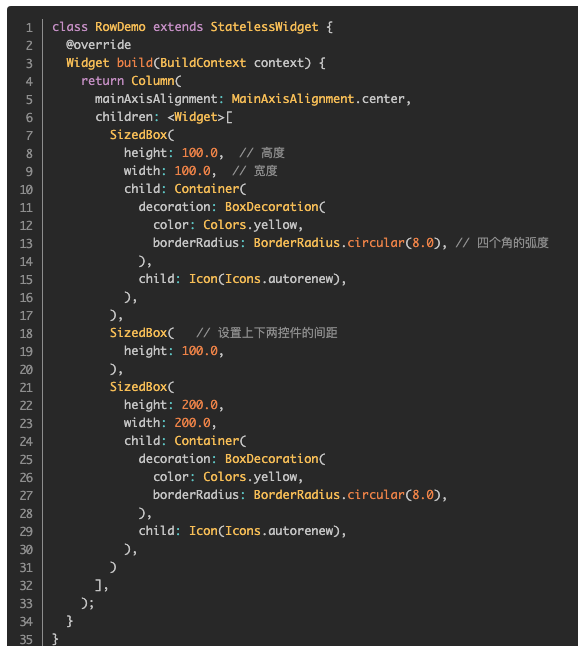 1 class RowDemo extends StatelessWidget {
2   @override
3   Widget build(BuildContext context) {
4     return Column(
5       mainAxisAlignment: MainAxisAlignment.center,
6       children: <Widget>[
7         SizedBox(
8           height: 100.0,  // 高度
9           width: 100.0,  // 宽度
10           child: Container(
11             decoration: BoxDecoration(
12               color: Colors.yellow,
13               borderRadius: BorderRadius.circular(8.0), // 四个角的弧度
14             ),
15             child: Icon(Icons.autorenew),
16           ),
17         ),
18         SizedBox(   // 设置上下两控件的间距
19           height: 100.0,
20         ),
21         SizedBox(
22           height: 200.0,
23           width: 200.0,
24           child: Container(
25             decoration: BoxDecoration(
26               color: Colors.yellow,
27               borderRadius: BorderRadius.circular(8.0),
28             ),
29             child: Icon(Icons.autorenew),
30           ),
31         )
32       ],
33     );
34   }
35 }